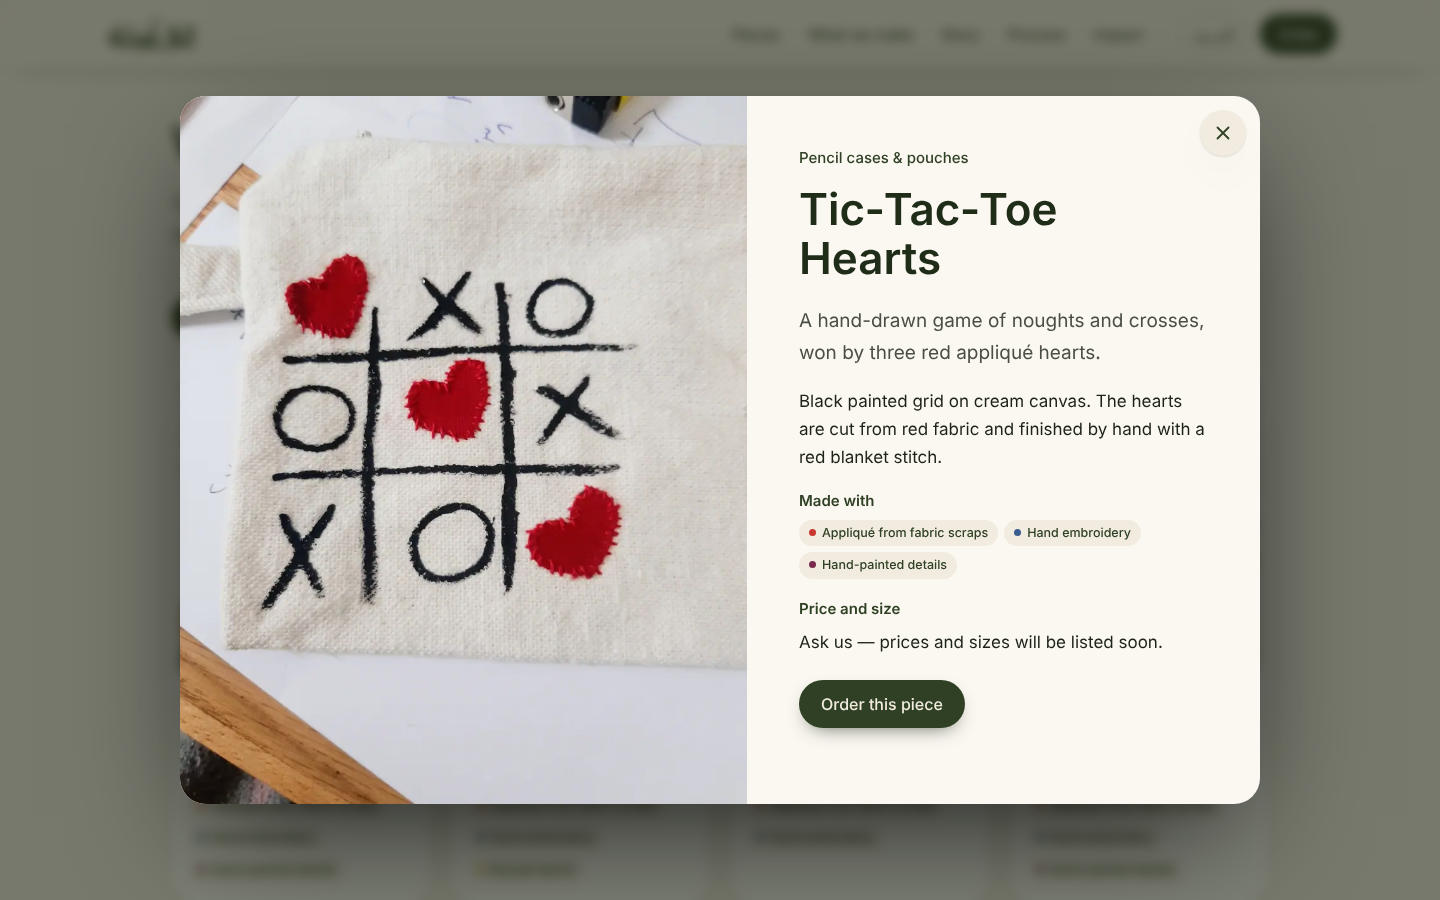 Pencil cases & pouches
Tic-Tac-Toe
Hearts
A hand-drawn game of noughts and crosses,
won by three red appliqué hearts.
Black painted grid on cream canvas. The hearts
are cut from red fabric and finished by hand with a
red blanket stitch.
Made with
Appliqué from fabric scraps
Hand embroidery
Hand-painted details
Price and size
Ask us — prices and sizes will be listed soon.
Order this piece
X O
O X
X O